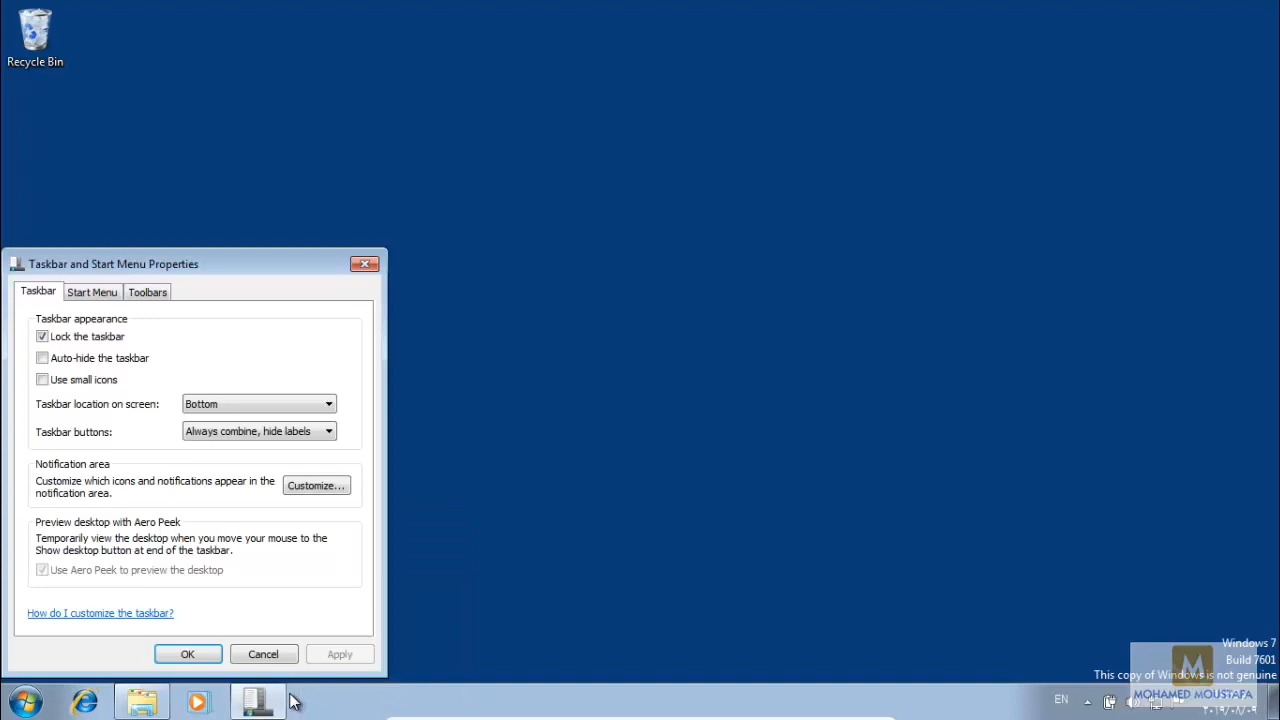 Recycle Bin
Taskbar and Start Menu Properties
Taskbar
Start Menu
Toolbars
Taskbar appearance
Lock the taskbar
Auto-hide the taskbar
Use small icons
Taskbar location on screen:
Bottom
Taskbar buttons:
Always combine, hide labels
Notification area
Customize which icons and notifications appear in the
notification area.
Customize...
Preview desktop with Aero Peek
Temporarily view the desktop when you move your mouse to the
Show desktop button at end of the taskbar.
Use Aero Peek to preview the desktop
How do I customize the taskbar?
OK
Cancel
Apply
Windows 7
Build 7601
This copy of Windows is not genuine
M
MOHAMED MOUSTAFA
EN